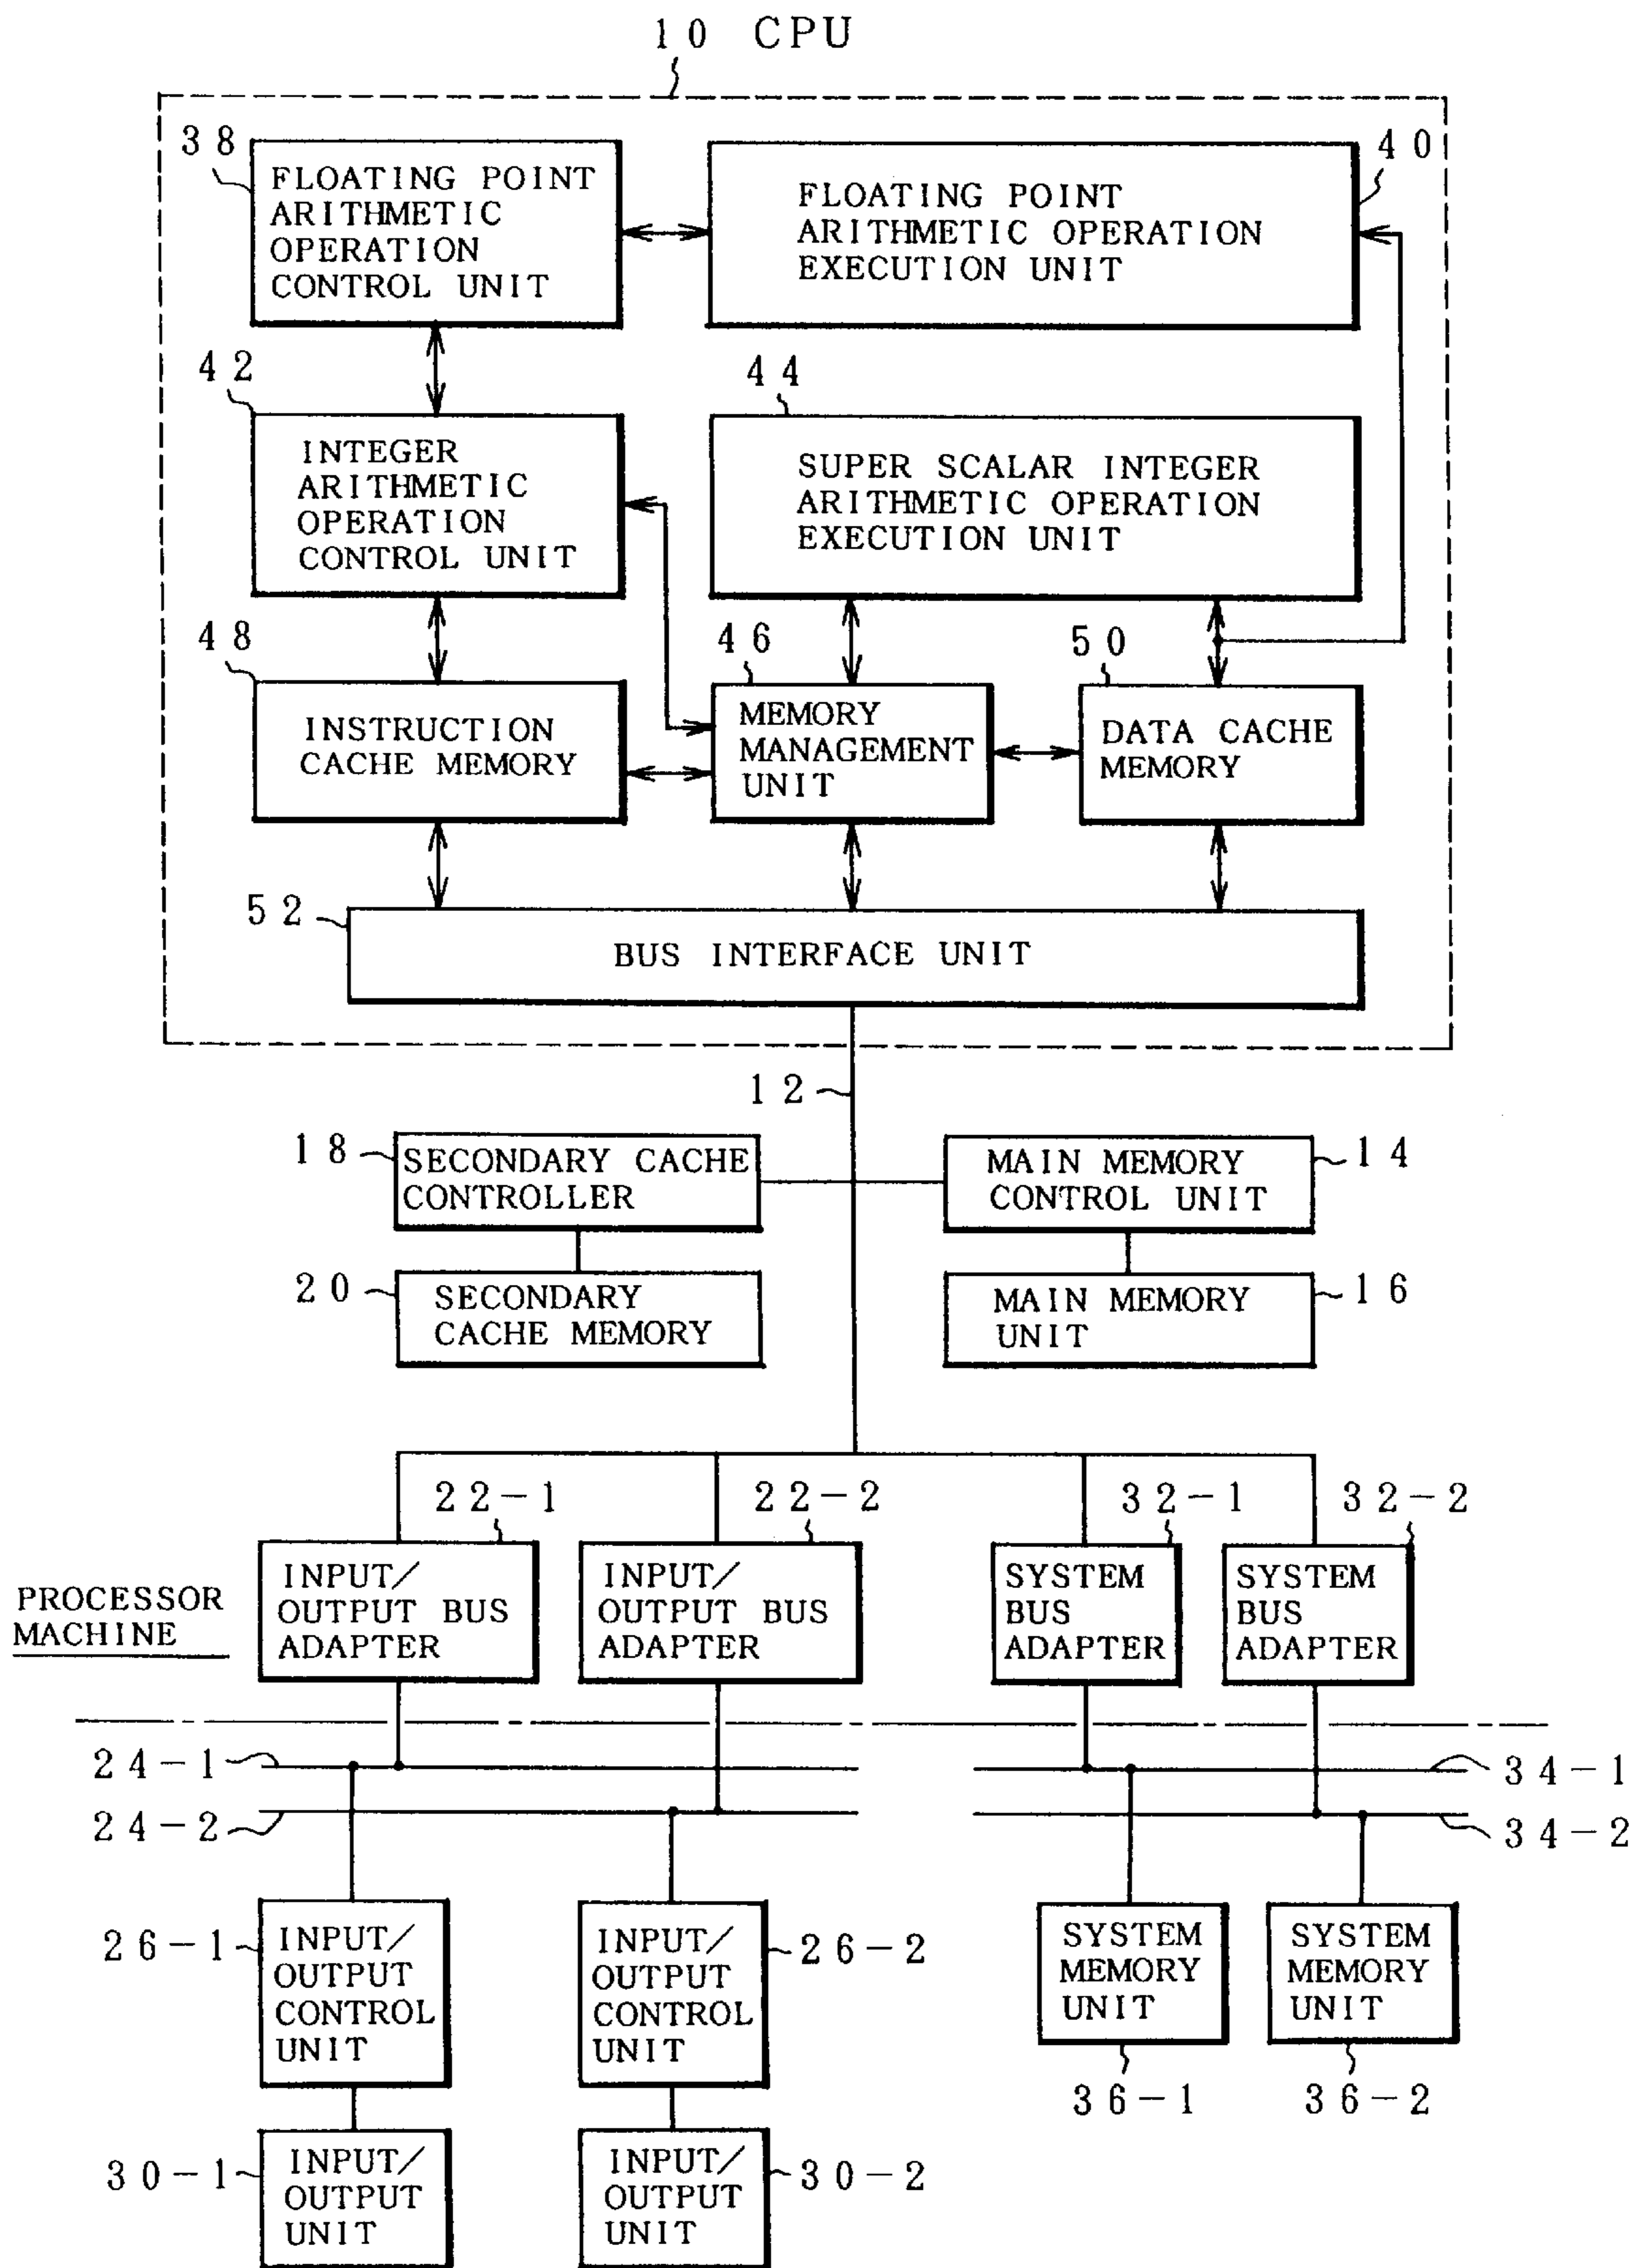 10 CPU
38
FLOATING POINT
ARITHMETIC
OPERATION
CONTROL UNIT
40
FLOATING POINT
ARITHMETIC OPERATION
EXECUTION UNIT
42
INTEGER
ARITHMETIC
OPERATION
CONTROL UNIT
44
SUPER SCALAR INTEGER
ARITHMETIC OPERATION
EXECUTION UNIT
48
INSTRUCTION
CACHE MEMORY
46
MEMORY
MANAGEMENT
UNIT
50
DATA CACHE
MEMORY
52
BUS INTERFACE UNIT
12
18
SECONDARY CACHE
CONTROLLER
14
MAIN MEMORY
CONTROL UNIT
20
SECONDARY
CACHE MEMORY
16
MAIN MEMORY
UNIT
22-1
22-2
32-1
32-2
PROCESSOR
MACHINE
INPUT/
OUTPUT BUS
ADAPTER
INPUT/
OUTPUT BUS
ADAPTER
SYSTEM
BUS
ADAPTER
SYSTEM
BUS
ADAPTER
24-1
34-1
24-2
34-2
26-1
INPUT/
OUTPUT
CONTROL
UNIT
INPUT/
OUTPUT
CONTROL
UNIT
26-2
SYSTEM
MEMORY
UNIT
SYSTEM
MEMORY
UNIT
36-1
36-2
30-1
INPUT/
OUTPUT
UNIT
INPUT/
OUTPUT
UNIT
30-2